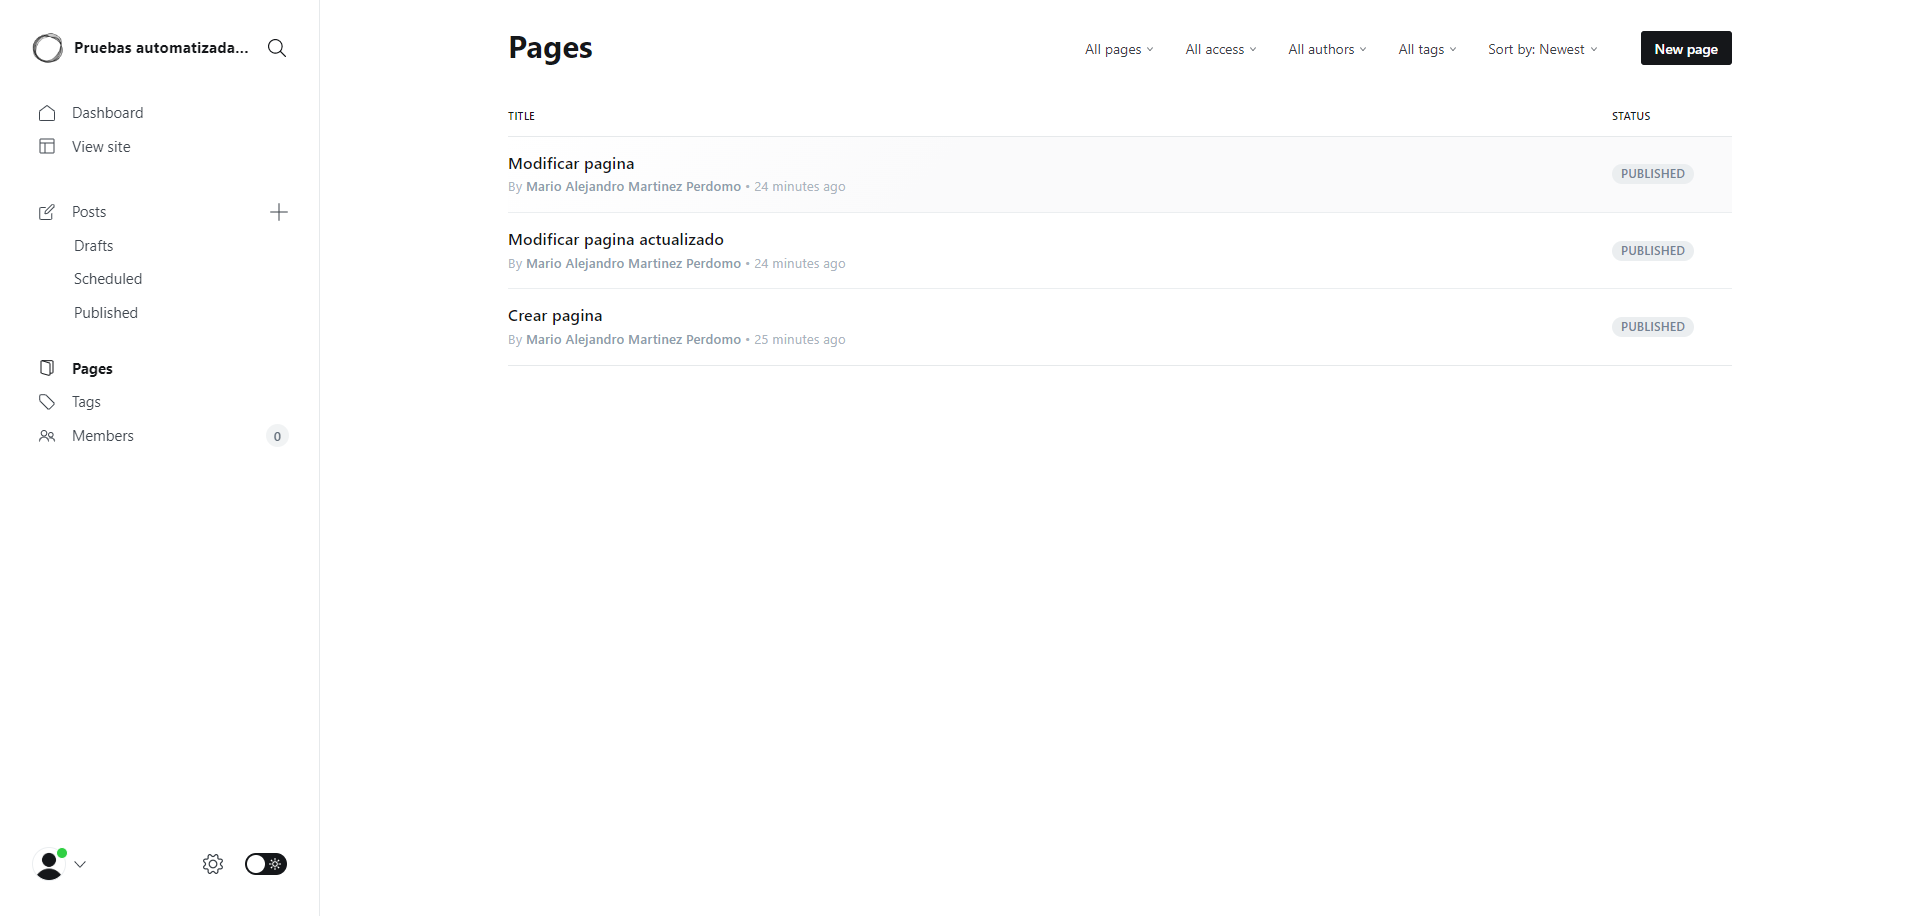 Pruebas automatizada...
Dashboard
View site
Posts
Drafts
Scheduled
Published
Pages
Tags
Members 0
Pages
All pages All access All authors All tags Sort by: Newest New page
TITLE STATUS
Modificar pagina
By Mario Alejandro Martinez Perdomo • 24 minutes ago
PUBLISHED
Modificar pagina actualizado
By Mario Alejandro Martinez Perdomo • 24 minutes ago
PUBLISHED
Crear pagina
By Mario Alejandro Martinez Perdomo • 25 minutes ago
PUBLISHED